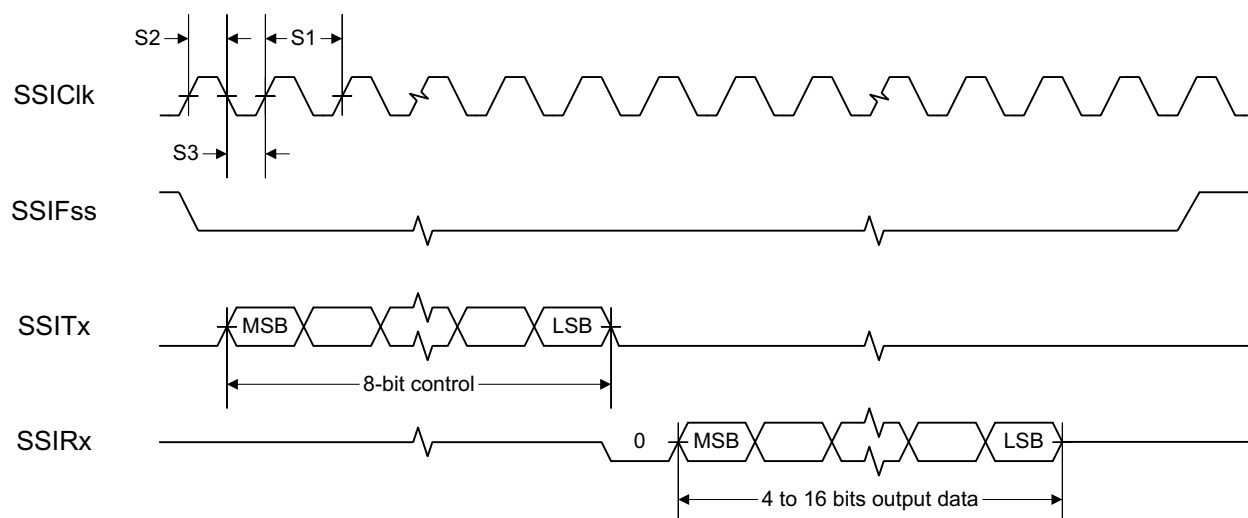 S2
S1
SSIClk
S3
SSIFss
SSITx
MSB
LSB
8-bit control
SSIRx
0
MSB
LSB
4 to 16 bits output data